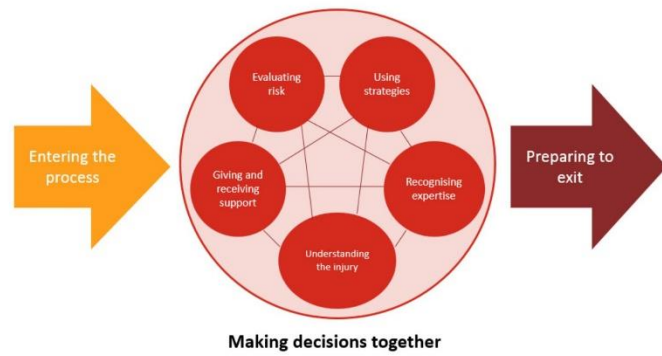 Entering the
process
Evaluating
risk
Using
strategies
Giving and
receiving
support
Recognising
expertise
Understanding
the injury
Preparing to
exit
Making decisions together